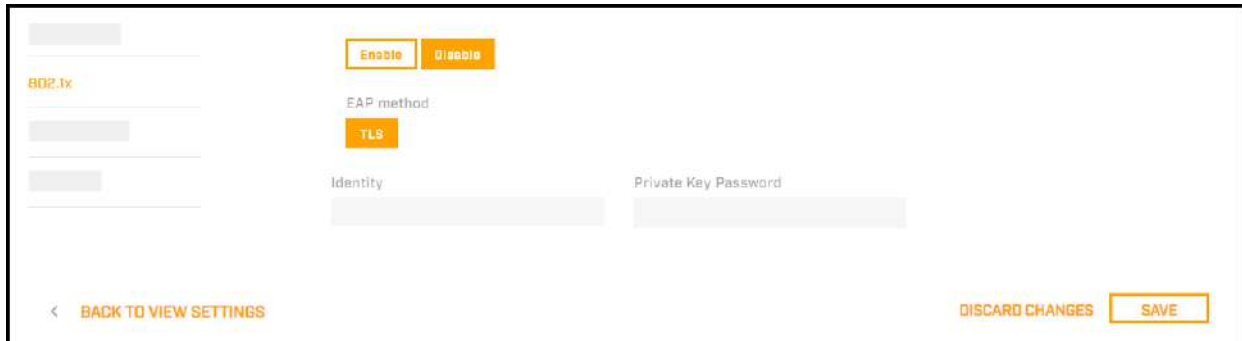 Enable Disable
802.1x
EAP method
TLS
Identity Private Key Password
< BACK TO VIEW SETTINGS DISCARD CHANGES SAVE